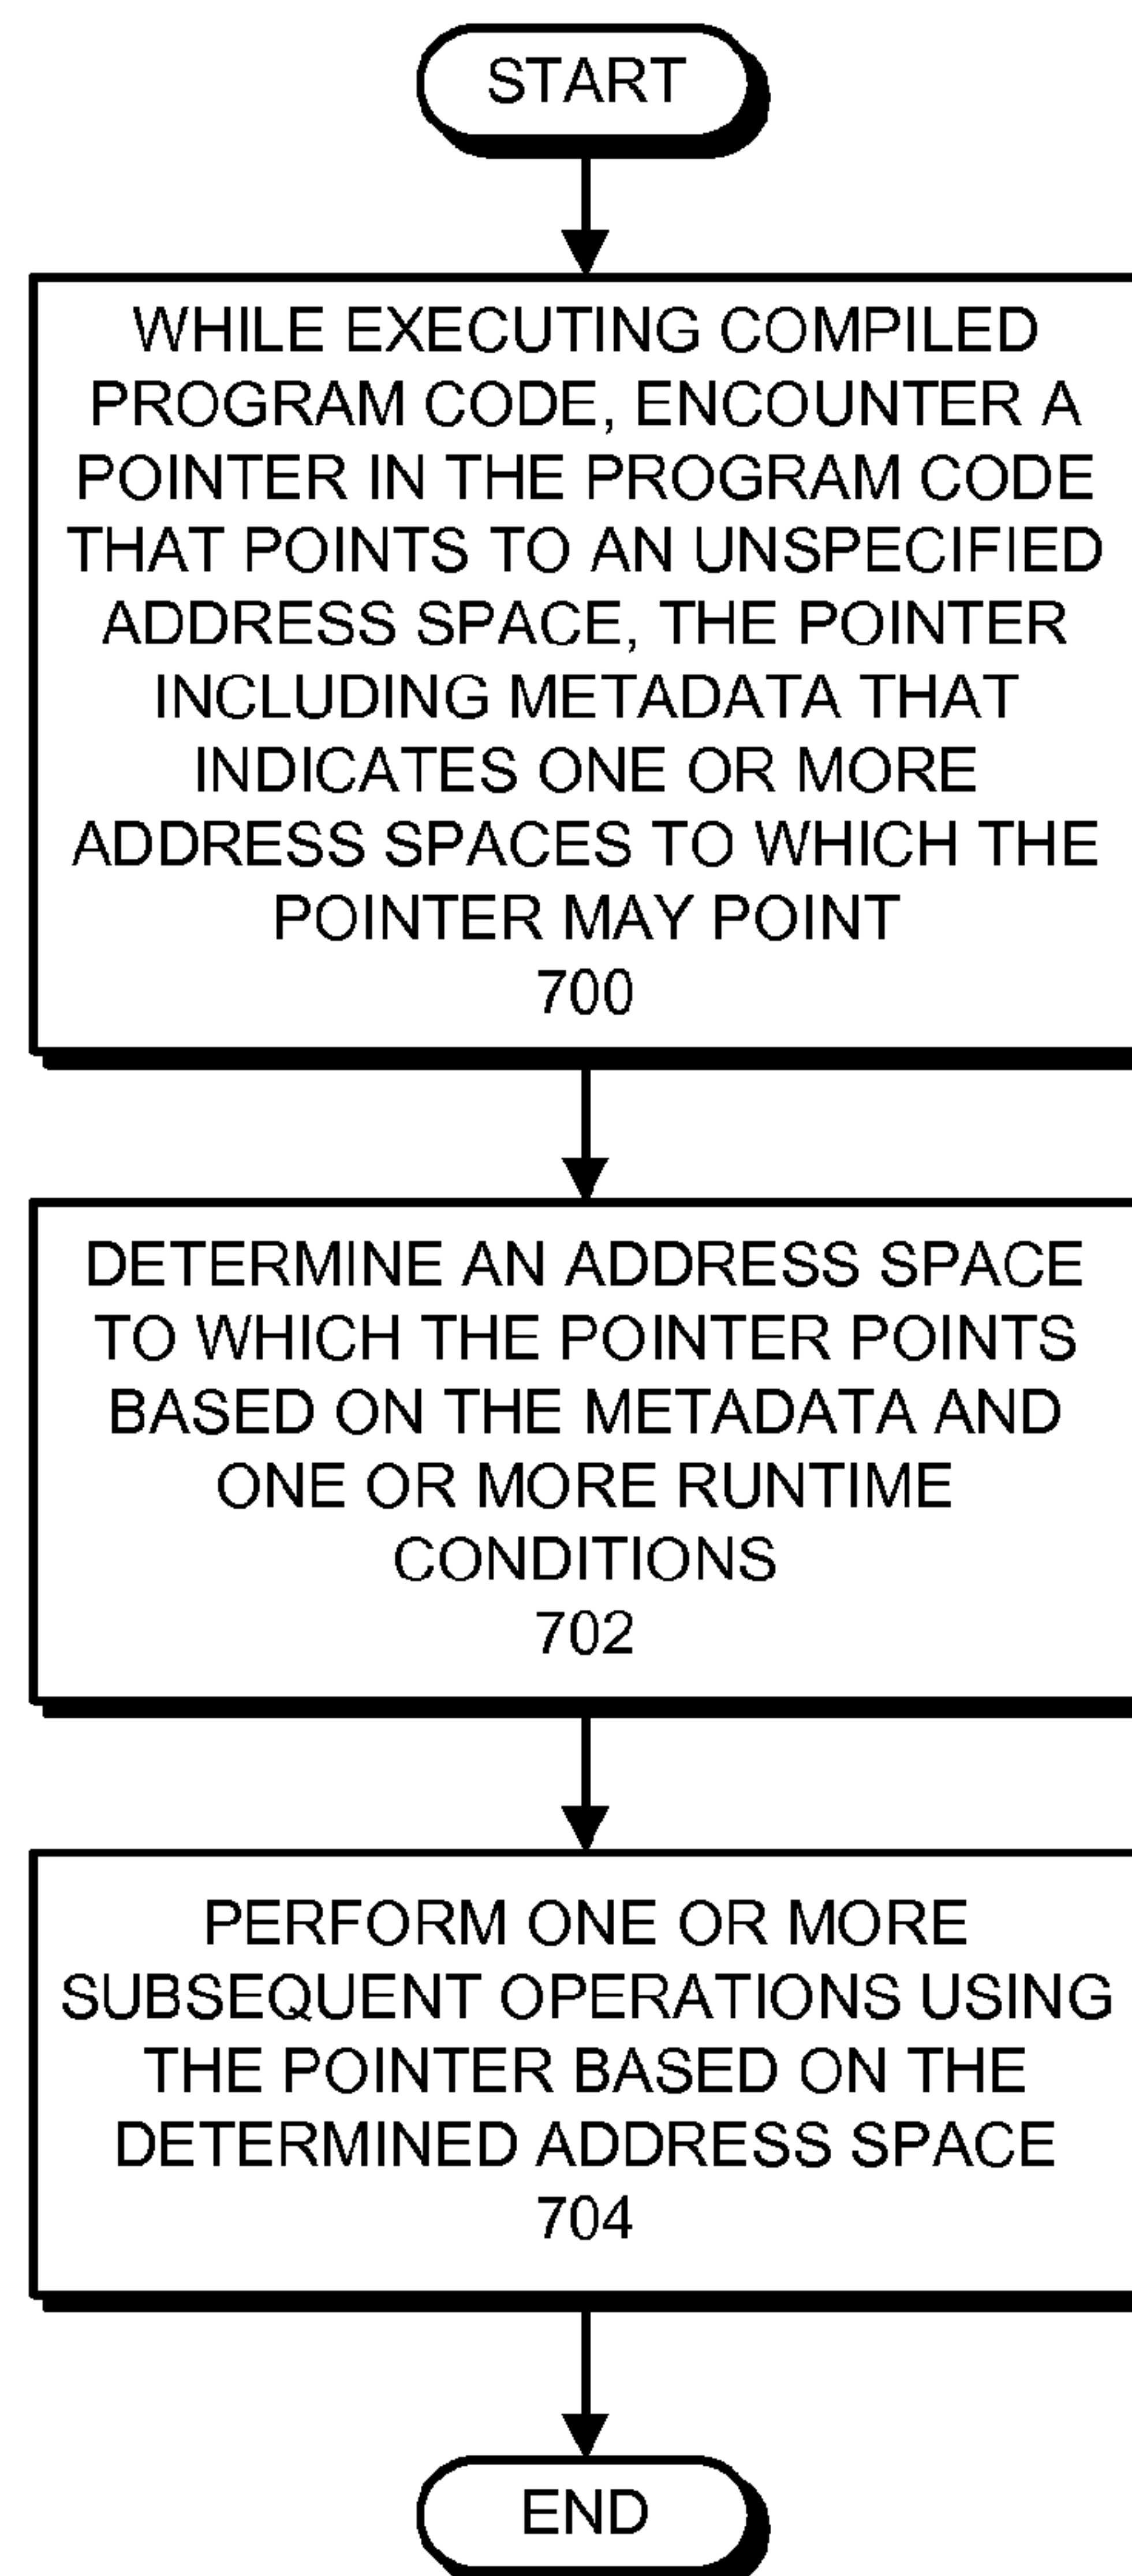 START
WHILE EXECUTING COMPILED
PROGRAM CODE, ENCOUNTER A
POINTER IN THE PROGRAM CODE
THAT POINTS TO AN UNSPECIFIED
ADDRESS SPACE, THE POINTER
INCLUDING METADATA THAT
INDICATES ONE OR MORE
ADDRESS SPACES TO WHICH THE
POINTER MAY POINT
700
DETERMINE AN ADDRESS SPACE
TO WHICH THE POINTER POINTS
BASED ON THE METADATA AND
ONE OR MORE RUNTIME
CONDITIONS
702
PERFORM ONE OR MORE
SUBSEQUENT OPERATIONS USING
THE POINTER BASED ON THE
DETERMINED ADDRESS SPACE
704
END